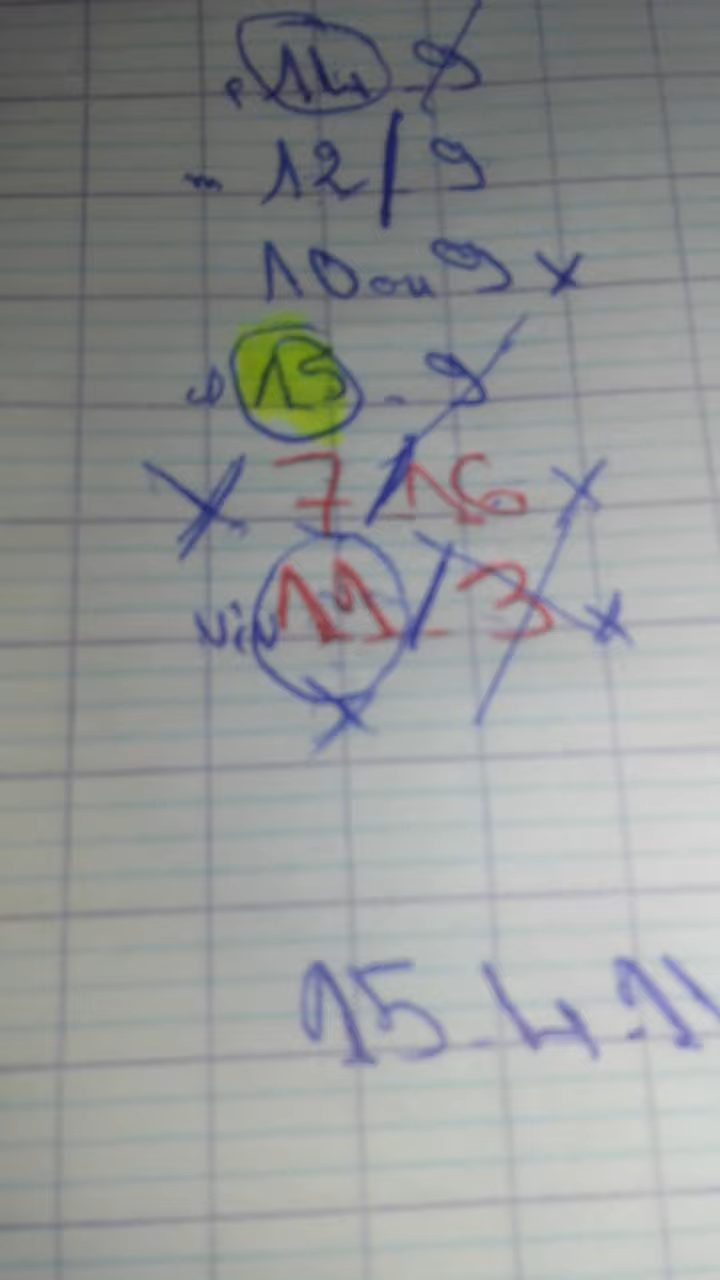 14 - 9
12 / 9
10 ou 9 x
15 - 9
x 7 / 16 x
11 / 3 x
x
15 - 4 - 11